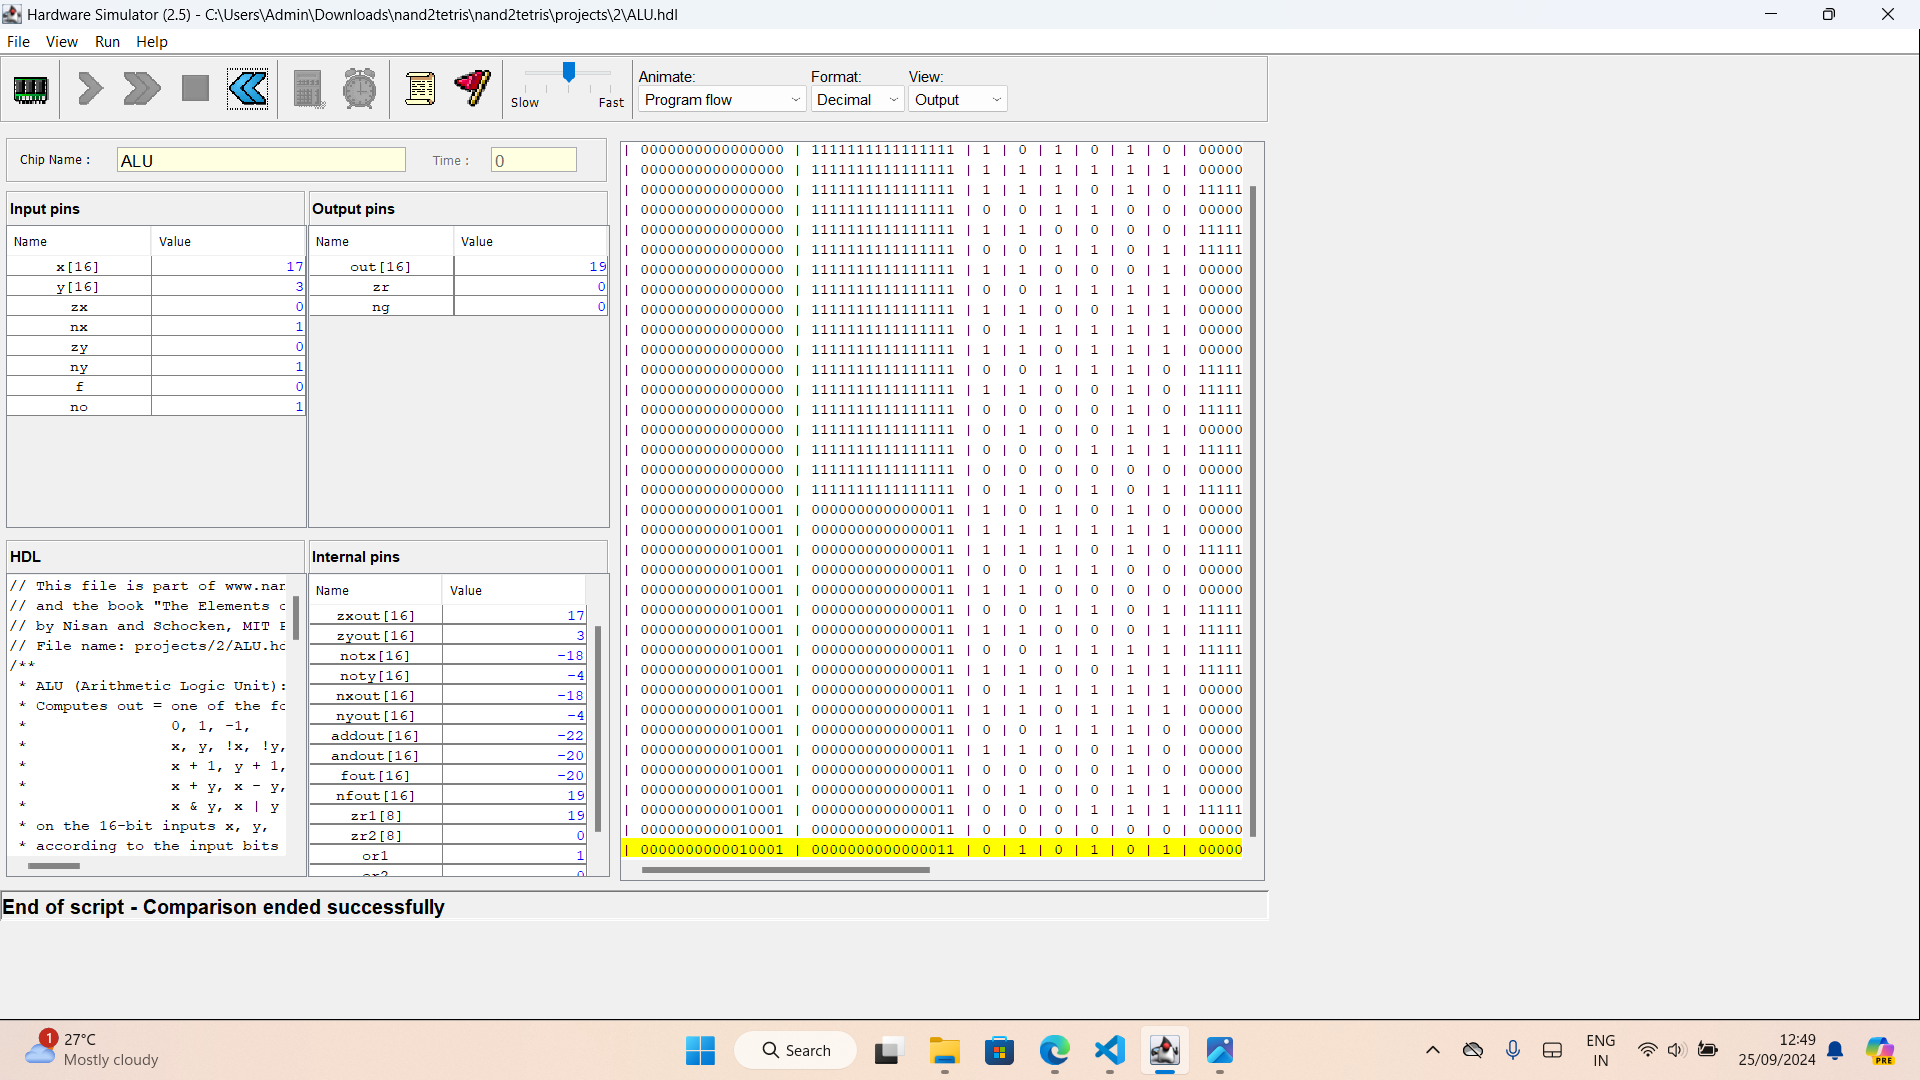 Hardware Simulator (2.5) - C:\Users\Admin\Downloads\nand2tetris\nand2tetris\projects\2\ALU.hdl
File View Run Help
Slow Fast
Animate: Format: View:
Program flow Decimal Output
Chip Name : ALU Time : 0
Input pins
Name Value
x[16] 17
y[16] 3
zx 0
nx 1
zy 0
ny 1
f 0
no 1
Output pins
Name Value
out[16] 19
zr 0
ng 0
HDL
// This file is part of www.nan
// and the book "The Elements o
// by Nisan and Schocken, MIT P
// File name: projects/2/ALU.hd
/**
* ALU (Arithmetic Logic Unit):
* Computes out = one of the fo
* 0, 1, -1,
* x, y, !x, !y,
* x + 1, y + 1,
* x + y, x - y,
* x & y, x | y
* on the 16-bit inputs x, y,
* according to the input bits
Internal pins
Name Value
zxout[16] 17
zyout[16] 3
notx[16] -18
noty[16] -4
nxout[16] -18
nyout[16] -4
addout[16] -22
andout[16] -20
fout[16] -20
nfout[16] 19
zr1[8] 19
zr2[8] 0
or1 1
or2 0
| 0000000000000000 | 1111111111111111 | 1 | 0 | 1 | 0 | 1 | 0 | 00000
| 0000000000000000 | 1111111111111111 | 1 | 1 | 1 | 1 | 1 | 1 | 00000
| 0000000000000000 | 1111111111111111 | 1 | 1 | 1 | 0 | 1 | 0 | 11111
| 0000000000000000 | 1111111111111111 | 0 | 0 | 1 | 1 | 0 | 0 | 00000
| 0000000000000000 | 1111111111111111 | 1 | 1 | 0 | 0 | 0 | 0 | 11111
| 0000000000000000 | 1111111111111111 | 0 | 0 | 1 | 1 | 0 | 1 | 11111
| 0000000000000000 | 1111111111111111 | 1 | 1 | 0 | 0 | 0 | 1 | 00000
| 0000000000000000 | 1111111111111111 | 0 | 0 | 1 | 1 | 1 | 1 | 00000
| 0000000000000000 | 1111111111111111 | 1 | 1 | 0 | 0 | 1 | 1 | 00000
| 0000000000000000 | 1111111111111111 | 0 | 1 | 1 | 1 | 1 | 1 | 00000
| 0000000000000000 | 1111111111111111 | 1 | 1 | 0 | 1 | 1 | 1 | 00000
| 0000000000000000 | 1111111111111111 | 0 | 0 | 1 | 1 | 1 | 0 | 11111
| 0000000000000000 | 1111111111111111 | 1 | 1 | 0 | 0 | 1 | 0 | 11111
| 0000000000000000 | 1111111111111111 | 0 | 0 | 0 | 0 | 1 | 0 | 11111
| 0000000000000000 | 1111111111111111 | 0 | 1 | 0 | 0 | 1 | 1 | 00000
| 0000000000000000 | 1111111111111111 | 0 | 0 | 0 | 1 | 1 | 1 | 11111
| 0000000000000000 | 1111111111111111 | 0 | 0 | 0 | 0 | 0 | 0 | 00000
| 0000000000000000 | 1111111111111111 | 0 | 1 | 0 | 1 | 0 | 1 | 11111
| 0000000000010001 | 0000000000000011 | 1 | 0 | 1 | 0 | 1 | 0 | 00000
| 0000000000010001 | 0000000000000011 | 1 | 1 | 1 | 1 | 1 | 1 | 00000
| 0000000000010001 | 0000000000000011 | 1 | 1 | 1 | 0 | 1 | 0 | 11111
| 0000000000010001 | 0000000000000011 | 0 | 0 | 1 | 1 | 0 | 0 | 00000
| 0000000000010001 | 0000000000000011 | 1 | 1 | 0 | 0 | 0 | 0 | 00000
| 0000000000010001 | 0000000000000011 | 0 | 0 | 1 | 1 | 0 | 1 | 11111
| 0000000000010001 | 0000000000000011 | 1 | 1 | 0 | 0 | 0 | 1 | 11111
| 0000000000010001 | 0000000000000011 | 0 | 0 | 1 | 1 | 1 | 1 | 11111
| 0000000000010001 | 0000000000000011 | 1 | 1 | 0 | 0 | 1 | 1 | 11111
| 0000000000010001 | 0000000000000011 | 0 | 1 | 1 | 1 | 1 | 1 | 00000
| 0000000000010001 | 0000000000000011 | 1 | 1 | 0 | 1 | 1 | 1 | 00000
| 0000000000010001 | 0000000000000011 | 0 | 0 | 1 | 1 | 1 | 0 | 00000
| 0000000000010001 | 0000000000000011 | 1 | 1 | 0 | 0 | 1 | 0 | 00000
| 0000000000010001 | 0000000000000011 | 0 | 0 | 0 | 0 | 1 | 0 | 00000
| 0000000000010001 | 0000000000000011 | 0 | 1 | 0 | 0 | 1 | 1 | 00000
| 0000000000010001 | 0000000000000011 | 0 | 0 | 0 | 1 | 1 | 1 | 11111
| 0000000000010001 | 0000000000000011 | 0 | 0 | 0 | 0 | 0 | 0 | 00000
| 0000000000010001 | 0000000000000011 | 0 | 1 | 0 | 1 | 0 | 1 | 00000
End of script - Comparison ended successfully
1
27°C
Mostly cloudy
Search
ENG
IN
12:49
25/09/2024
PRE